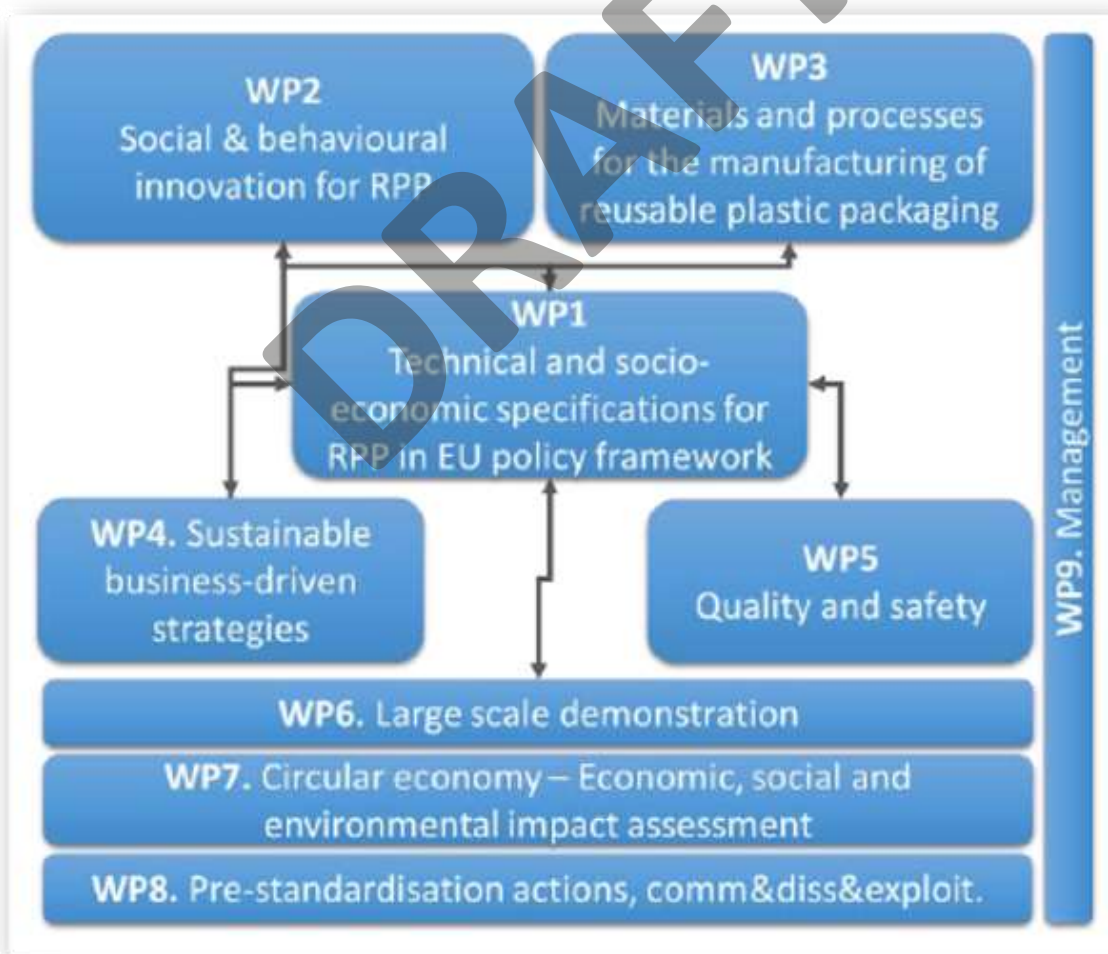 WP2
Social & behavioural
innovation for RPP
WP3
Materials and processes
for the manufacturing of
reusable plastic packaging
WP1
Technical and socio-
economic specifications for
RPP in EU policy framework
WP4. Sustainable
business-driven
strategies
WP5
Quality and safety
WP6. Large scale demonstration
WP7. Circular economy – Economic, social and
environmental impact assessment
WP8. Pre-standardisation actions, comm&diss&exploit.
WP9. Management
DRAF